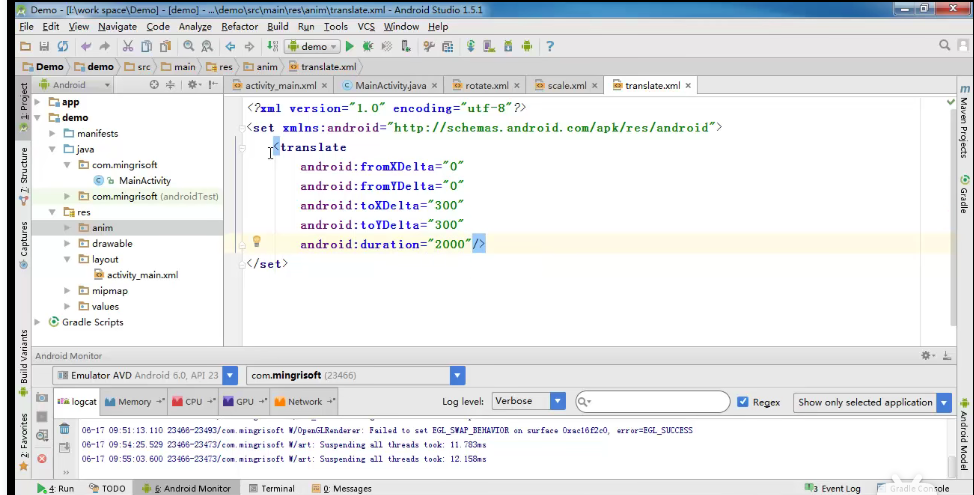 Demo - [I:\work space\Demo] - [demo] - ...\demo\src\main\res\anim\translate.xml - Android Studio 1.5.1
File Edit View Navigate Code Analyze Refactor Build Run Tools VCS Window Help
demo
Demo demo src main res anim translate.xml
Android
activity_main.xml MainActivity.java rotate.xml scale.xml translate.xml
1: Project
7: Structure
Captures
Build Variants
2: Favorites
app
demo
manifests
java
com.mingrisoft
MainActivity
com.mingrisoft (androidTest)
res
anim
drawable
layout
activity_main.xml
mipmap
values
Gradle Scripts
<?xml version="1.0" encoding="utf-8"?>
<set xmlns:android="http://schemas.android.com/apk/res/android">
<translate
android:fromXDelta="0"
android:fromYDelta="0"
android:toXDelta="300"
android:toYDelta="300"
android:duration="2000"/>
</set>
Maven Projects
Gradle
Android Model
Android Monitor
Emulator AVD Android 6.0, API 23 com.mingrisoft (23466)
logcat Memory CPU GPU Network Log level: Verbose Regex Show only selected application
06-17 09:51:13.110 23466-23493/com.mingrisoft W/OpenGLRenderer: Failed to set EGL_SWAP_BEHAVIOR on surface 0xac16f2c0, error=EGL_SUCCESS
06-17 09:54:25.529 23466-23473/com.mingrisoft W/art: Suspending all threads took: 11.783ms
06-17 09:55:03.600 23466-23473/com.mingrisoft W/art: Suspending all threads took: 12.158ms
4: Run TODO 6: Android Monitor Terminal 0: Messages 3 Event Log Gradle Console